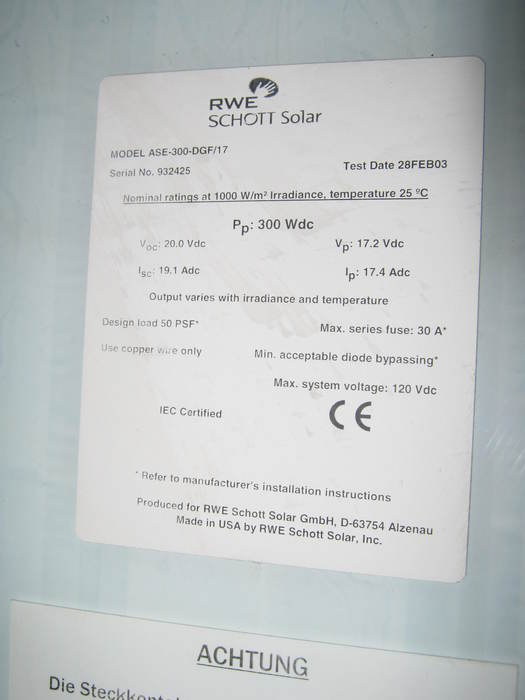 RWE
SCHOTT Solar
MODEL ASE-300-DGF/17
Serial No. 932425
Test Date 28FEB03
Nominal ratings at 1000 W/m² Irradiance, temperature 25 ºC
Pp: 300 Wdc
Voc: 20.0 Vdc Vp: 17.2 Vdc
Isc: 19.1 Adc Ip: 17.4 Adc
Output varies with irradiance and temperature
Design load 50 PSF* Max. series fuse: 30 A*
Use copper wire only Min. acceptable diode bypassing*
Max. system voltage: 120 Vdc
IEC Certified CE
* Refer to manufacturer's installation instructions
Produced for RWE Schott Solar GmbH, D-63754 Alzenau
Made in USA by RWE Schott Solar, Inc.
ACHTUNG
Die